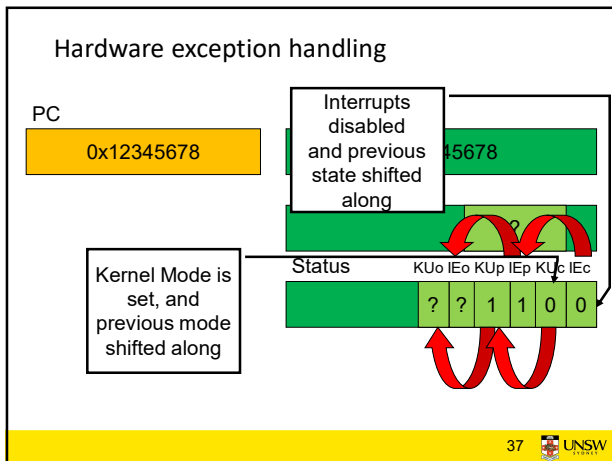 Hardware exception handling
PC
0x12345678
Interrupts
disabled
and previous
state shifted
along
45678
?
Kernel Mode is
set, and
previous mode
shifted along
Status
KUo IEo KUp IEp KUc IEc
? ? 1 1 0 0
37
UNSW
SYDNEY